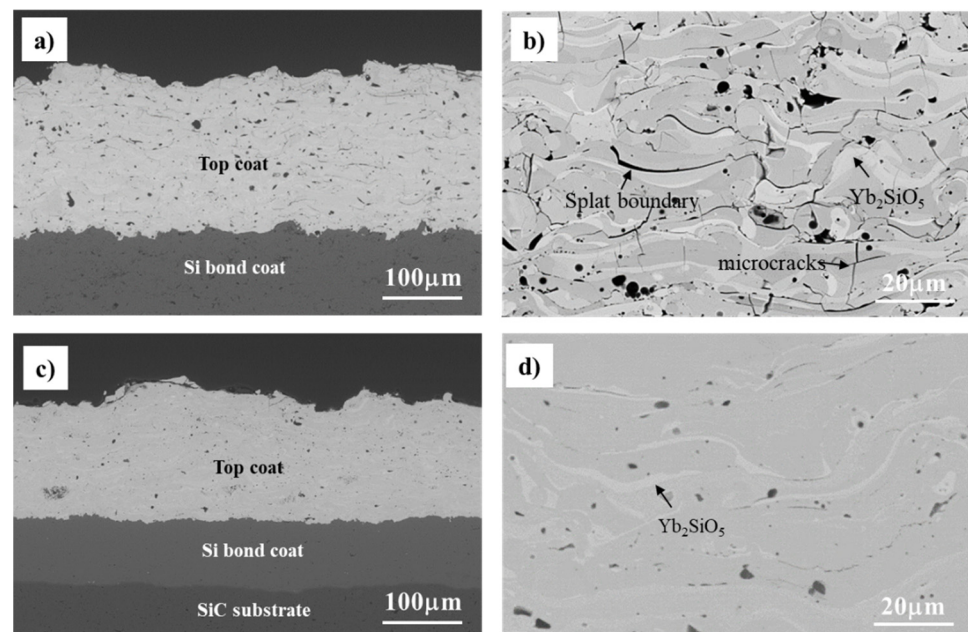 a)
Top coat
Si bond coat
100μm
b)
Splat boundary
Yb₂SiO₅
microcracks
20μm
c)
Top coat
Si bond coat
SiC substrate
100μm
d)
Yb₂SiO₅
20μm